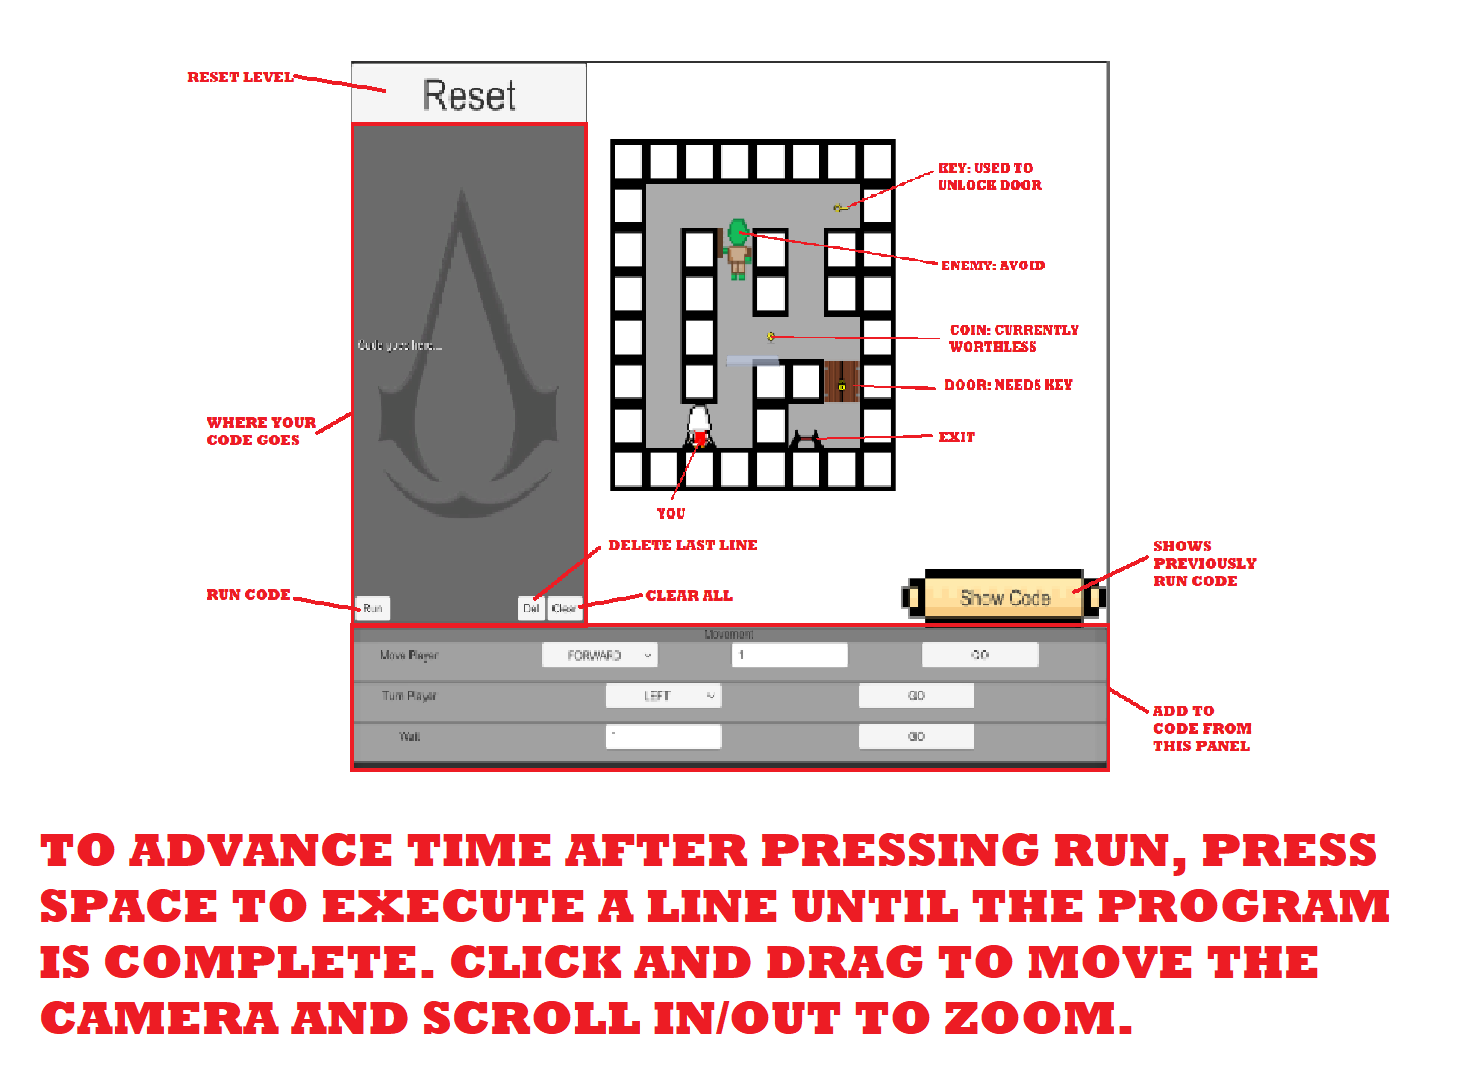 RESET LEVEL
Reset
KEY: USED TO
UNLOCK DOOR
ENEMY: AVOID
COIN: CURRENTLY
WORTHLESS
Code goes here...
DOOR: NEEDS KEY
WHERE YOUR
CODE GOES
EXIT
YOU
DELETE LAST LINE
SHOWS
PREVIOUSLY
RUN CODE
RUN CODE
CLEAR ALL
Run
Del
Clear
Show Code
Movement
Move Player
FORWARD
1
GO
Turn Player
LEFT
GO
Wait
GO
ADD TO
CODE FROM
THIS PANEL
TO ADVANCE TIME AFTER PRESSING RUN, PRESS
SPACE TO EXECUTE A LINE UNTIL THE PROGRAM
IS COMPLETE. CLICK AND DRAG TO MOVE THE
CAMERA AND SCROLL IN/OUT TO ZOOM.